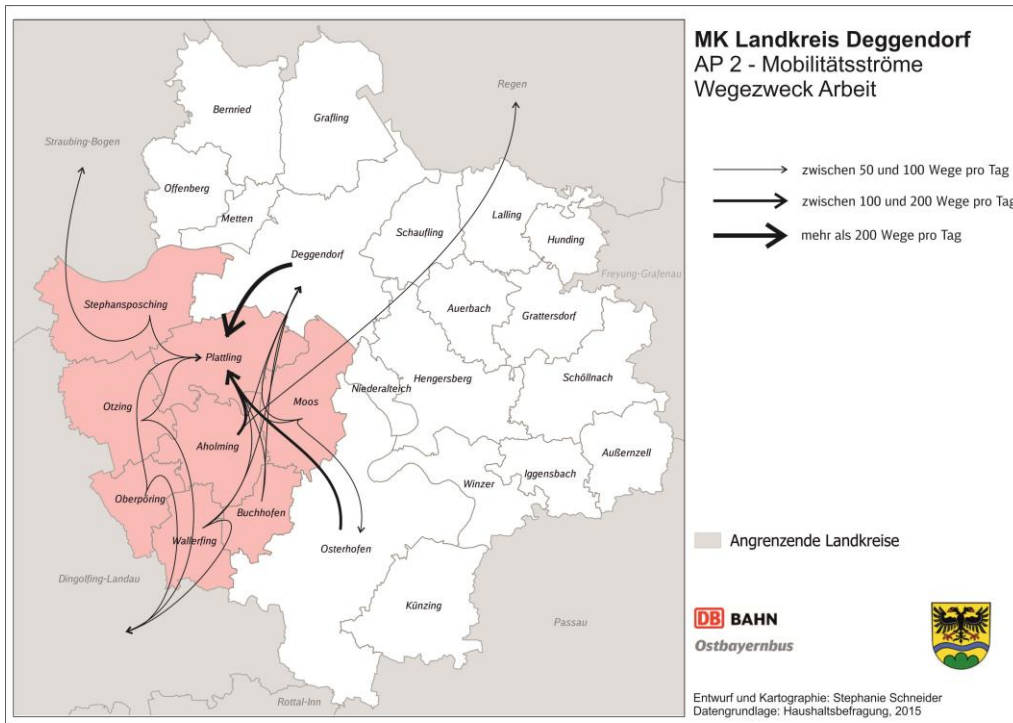 MK Landkreis Deggendorf
AP 2 - Mobilitätsströme
Wegezweck Arbeit
zwischen 50 und 100 Wege pro Tag
zwischen 100 und 200 Wege pro Tag
mehr als 200 Wege pro Tag
Regen
Bernried
Grafling
Straubing-Bogen
Offenberg
Metten
Lalling
Schaufling
Hunding
Deggendorf
Freyung-Grafenau
Stephansposching
Auerbach
Grattersdorf
Plattling
Niederalteich
Hengersberg
Schöllnach
Otzing
Moos
Aholming
Außernzell
Iggensbach
Winzer
Oberpöring
Buchhofen
Wallerfing
Osterhofen
Dingolfing-Landau
Künzing
Passau
Rottal-Inn
Angrenzende Landkreise
DB BAHN
Ostbayernbus
Entwurf und Kartographie: Stephanie Schneider
Datengrundlage: Haushaltsbefragung, 2015